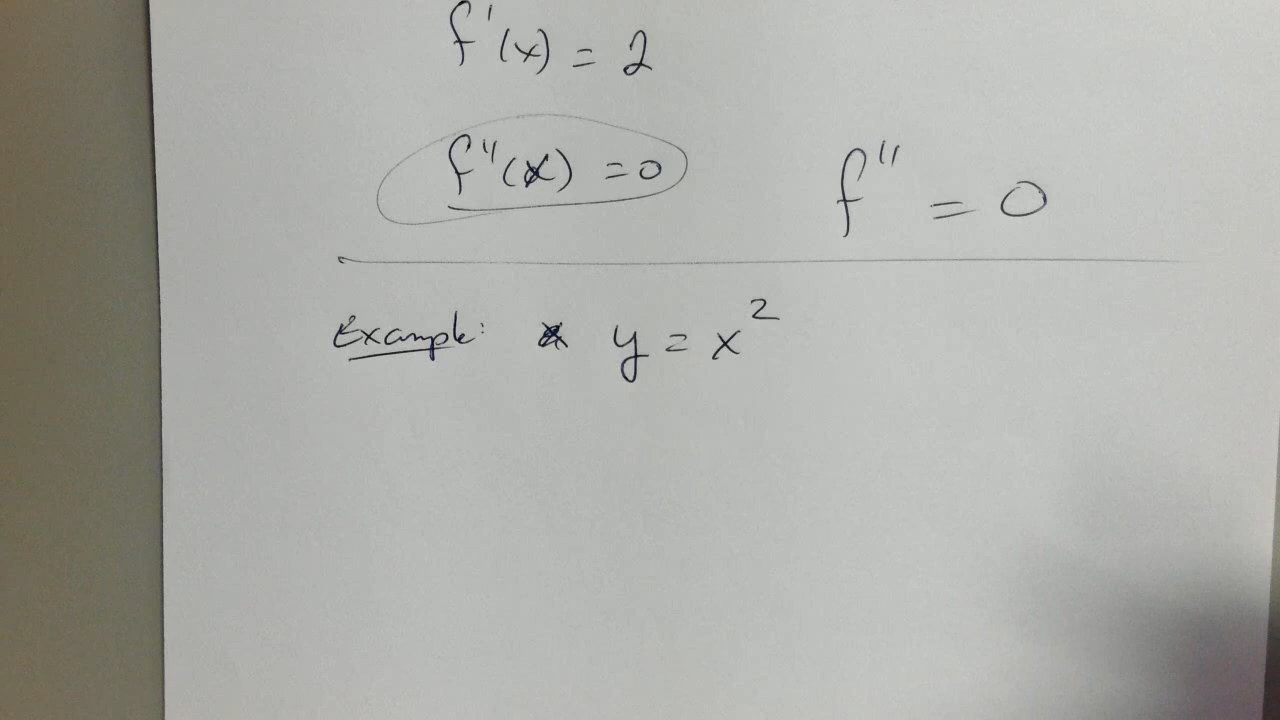 f'(x) = 2
f''(x) = 0
f'' = 0
Example: y = x²